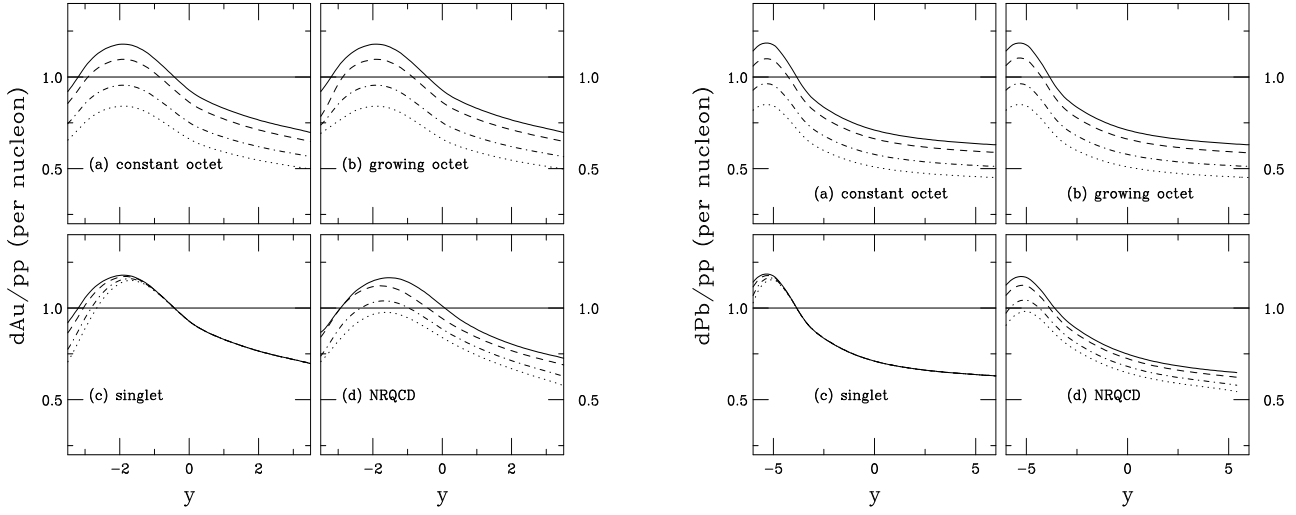 dAu/pp (per nucleon)
1.0
0.5
1.0
0.5
(a) constant octet
(b) growing octet
1.0
0.5
1.0
0.5
(c) singlet
(d) NRQCD
−2
0
2
−2
0
2
y
y
dPb/pp (per nucleon)
1.0
0.5
1.0
0.5
(a) constant octet
(b) growing octet
1.0
0.5
1.0
0.5
(c) singlet
(d) NRQCD
−5
0
5
−5
0
5
y
y